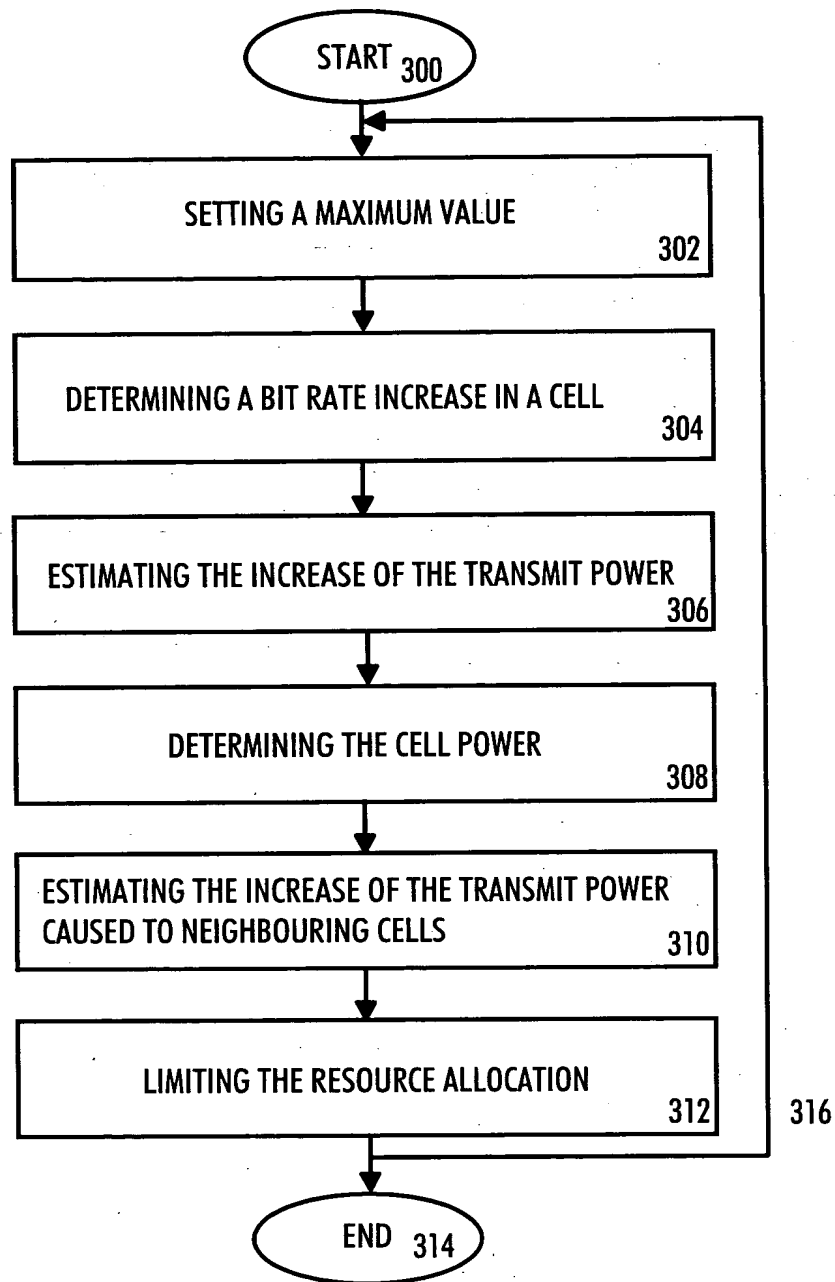 START 300
SETTING A MAXIMUM VALUE
302
DETERMINING A BIT RATE INCREASE IN A CELL
304
ESTIMATING THE INCREASE OF THE TRANSMIT POWER
306
DETERMINING THE CELL POWER
308
ESTIMATING THE INCREASE OF THE TRANSMIT POWER
CAUSED TO NEIGHBOURING CELLS
310
LIMITING THE RESOURCE ALLOCATION
312
316
END 314